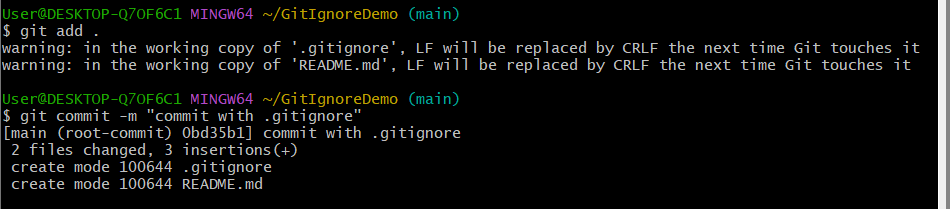 User@DESKTOP-Q7OF6C1 MINGW64 ~/GitIgnoreDemo (main)
$ git add .
warning: in the working copy of '.gitignore', LF will be replaced by CRLF the next time Git touches it
warning: in the working copy of 'README.md', LF will be replaced by CRLF the next time Git touches it
User@DESKTOP-Q7OF6C1 MINGW64 ~/GitIgnoreDemo (main)
$ git commit -m "commit with .gitignore"
[main (root-commit) 0bd35b1] commit with .gitignore
 2 files changed, 3 insertions(+)
 create mode 100644 .gitignore
 create mode 100644 README.md